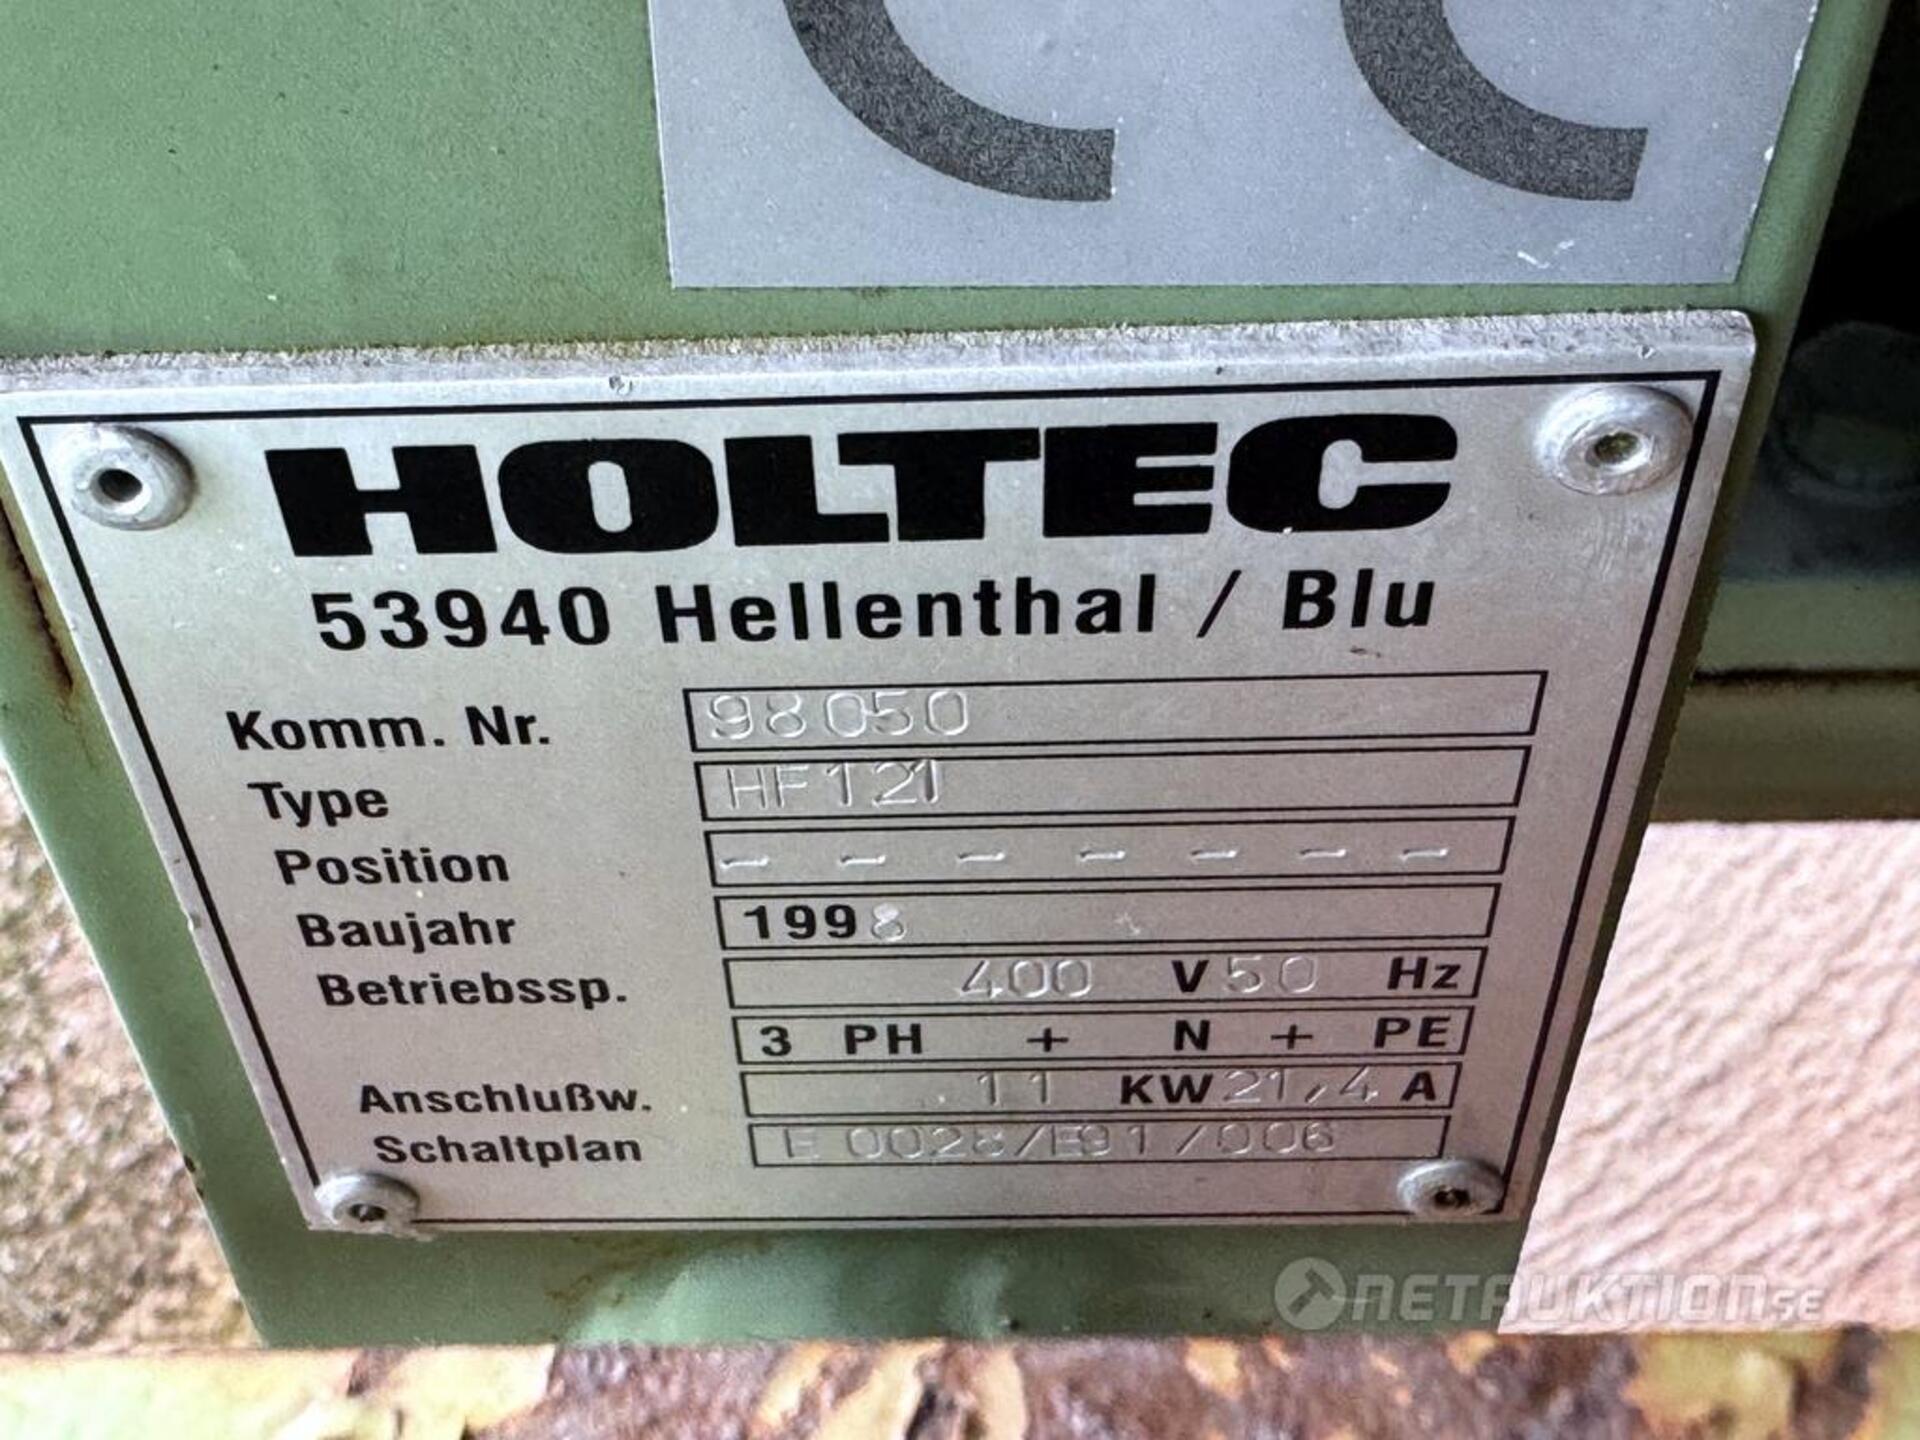 CE
HOLTEC
53940 Hellenthal / Blu
Komm. Nr. 98050
Type HF121
Position - - - - - - -
Baujahr 1998
Betriebssp. 400 V 50 Hz
3 PH + N + PE
Anschlußw. 11 KW 21,4 A
Schaltplan E 0028/E91/006
NETAUKTION.SE